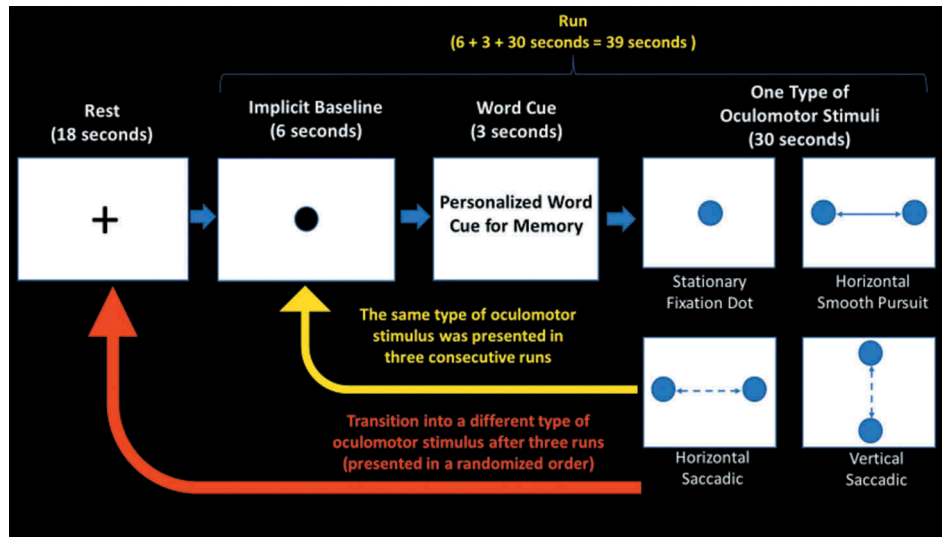 Run
(6 + 3 + 30 seconds = 39 seconds )
Rest
(18 seconds)
Implicit Baseline
(6 seconds)
Word Cue
(3 seconds)
One Type of
Oculomotor Stimuli
(30 seconds)
Personalized Word
Cue for Memory
Stationary
Fixation Dot
Horizontal
Smooth Pursuit
The same type of oculomotor
stimulus was presented in
three consecutive runs
Transition into a different type of
oculomotor stimulus after three runs
(presented in a randomized order)
Horizontal
Saccadic
Vertical
Saccadic